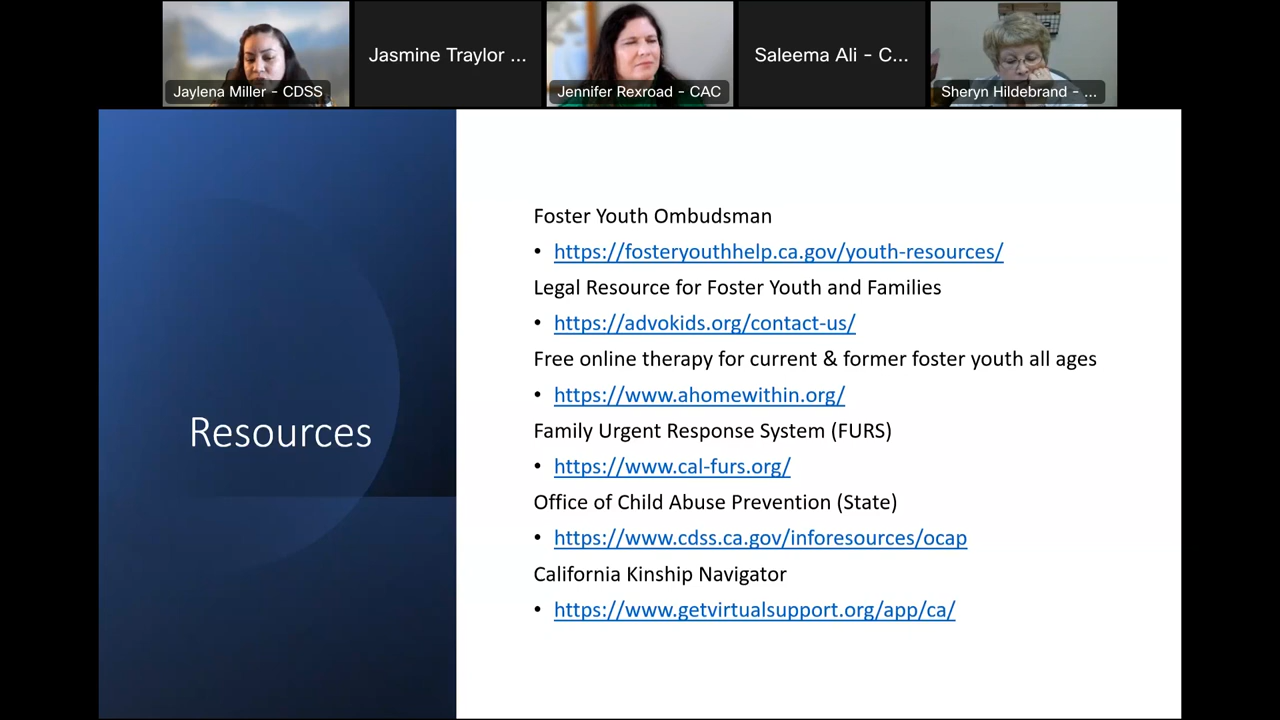 Jaylena Miller - CDSS
Jasmine Traylor ...
Jennifer Rexroad - CAC
Saleema Ali - C...
Sheryn Hildebrand - ...
Resources
Foster Youth Ombudsman
• https://fosteryouthhelp.ca.gov/youth-resources/
Legal Resource for Foster Youth and Families
• https://advokids.org/contact-us/
Free online therapy for current & former foster youth all ages
• https://www.ahomewithin.org/
Family Urgent Response System (FURS)
• https://www.cal-furs.org/
Office of Child Abuse Prevention (State)
• https://www.cdss.ca.gov/inforesources/ocap
California Kinship Navigator
• https://www.getvirtualsupport.org/app/ca/